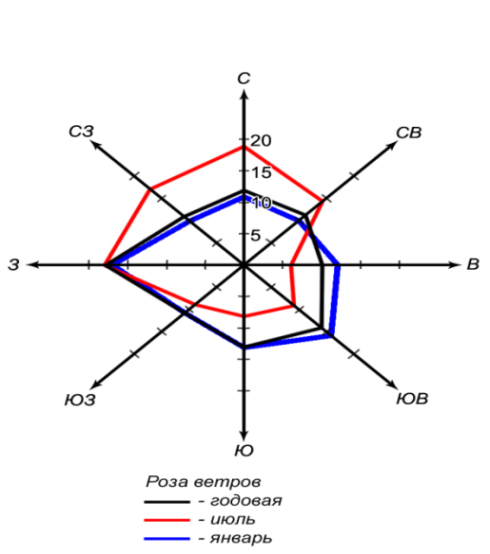 С
СЗ
СВ
20
15
10
5
З
В
ЮЗ
ЮВ
Ю
Роза ветров
- годовая
- июль
- январь